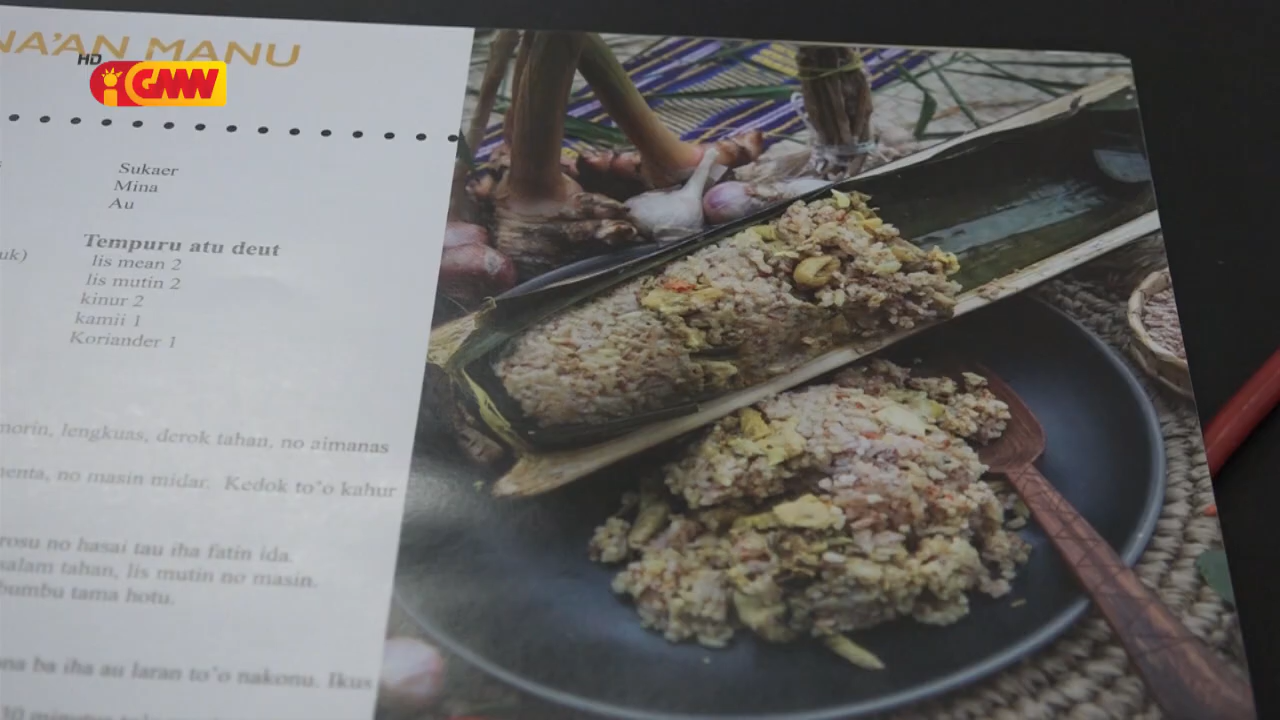 NA'AN MANU
HD
iGMW
Sukaer
Mina
Au
Tempuru atu deut
uk)
lis mean 2
lis mutin 2
kinur 2
kamii 1
Koriander 1
morin, lengkuas, derok tahan, no aimanas
menta, no masin midar. Kedok to'o kahur
rosu no hasai tau iha fatin ida.
salam tahan, lis mutin no masin.
bumbu tama hotu.
ona ba iha au laran to'o nakonu. Ikus